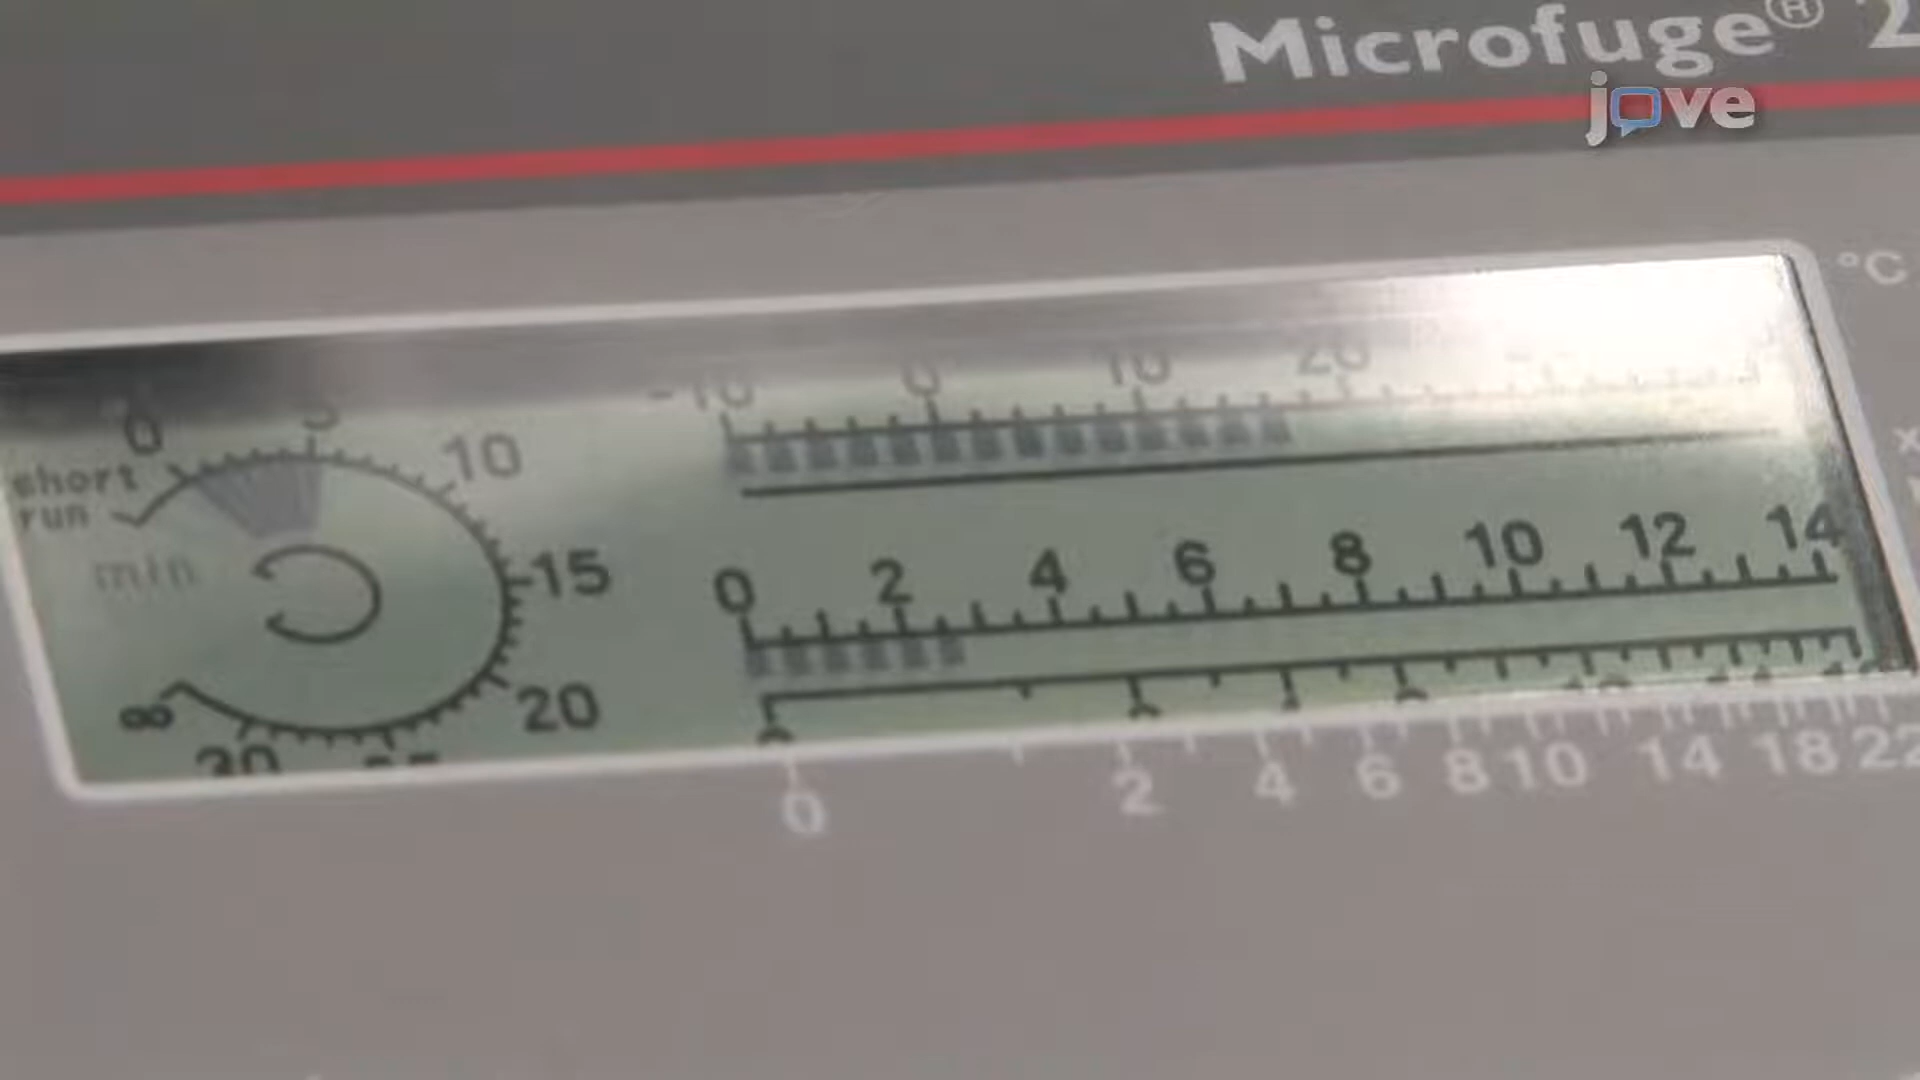 Microfuge®
jove
°C
-10 0 10 20
0 5 10 15 20 30 ∞
short
run
min
0 2 4 6 8 10 12 14
0 2 4 6 8 10 14 18 22